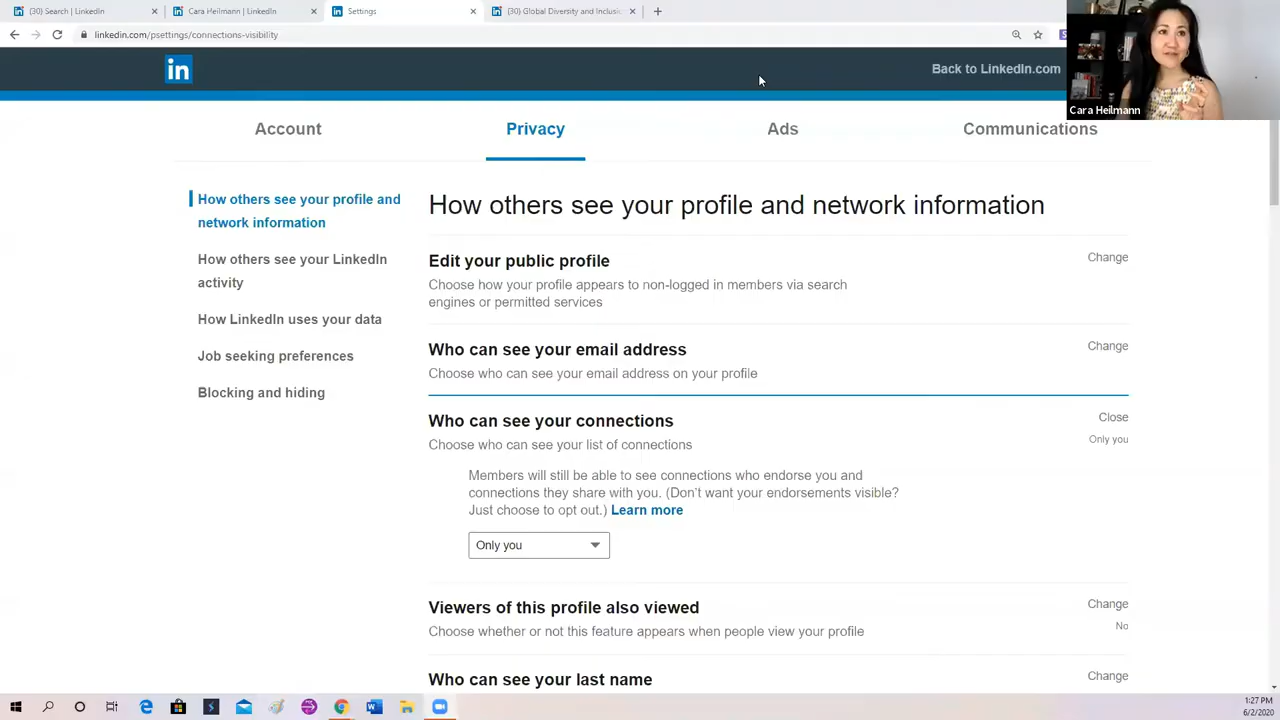 (30) Search | LinkedIn
Cara Heilmann | LinkedIn
Settings
(30) Global Diversity and Inclusi
linkedin.com/psettings/connections-visibility
in
Back to LinkedIn.com
Cara Heilmann
Account
Privacy
Ads
Communications
How others see your profile and
network information
How others see your LinkedIn
activity
How LinkedIn uses your data
Job seeking preferences
Blocking and hiding
How others see your profile and network information
Edit your public profile
Change
Choose how your profile appears to non-logged in members via search
engines or permitted services
Who can see your email address
Change
Choose who can see your email address on your profile
Who can see your connections
Close
Choose who can see your list of connections
Only you
Members will still be able to see connections who endorse you and
connections they share with you. (Don't want your endorsements visible?
Just choose to opt out.) Learn more
Only you
Viewers of this profile also viewed
Change
Choose whether or not this feature appears when people view your profile
No
Who can see your last name
Change
1:27 PM
6/2/2020